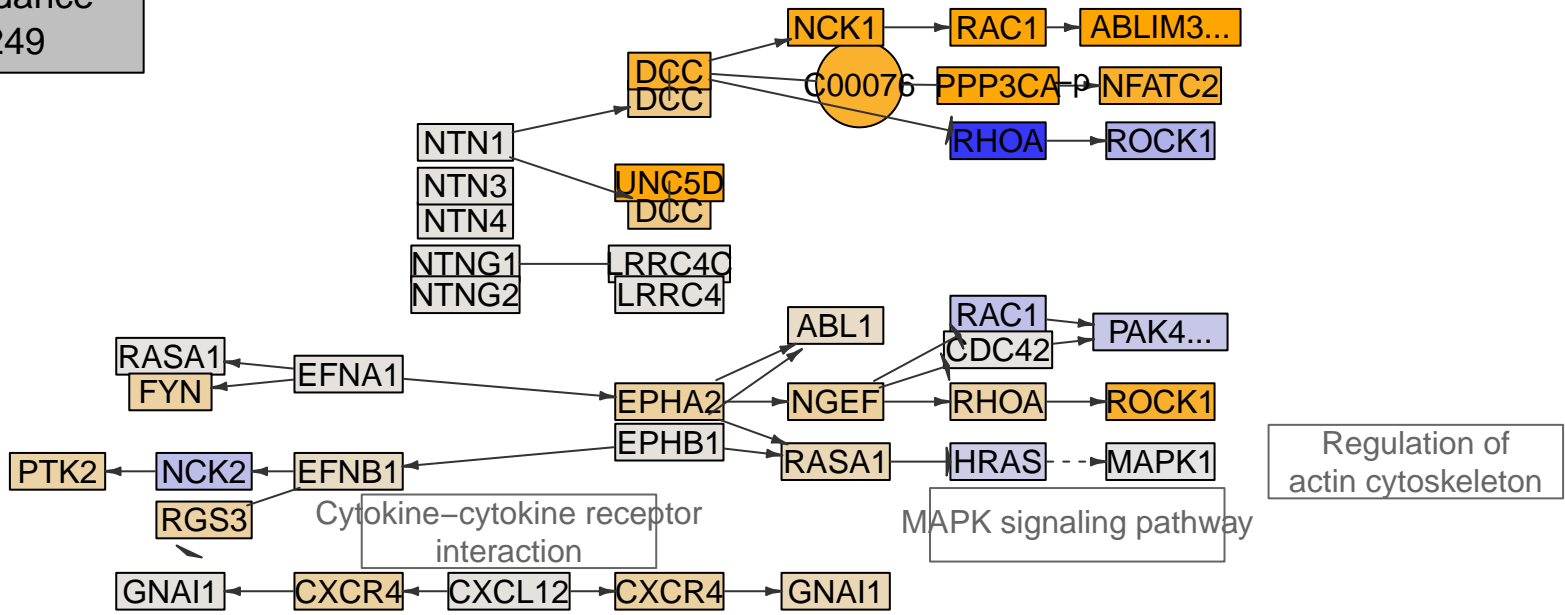 249
NCK1
RAC1
ABLIM3...
DCC
DCC
C00076
PPP3CA
-p
NFATC2
RHOA
ROCK1
NTN1
NTN3
NTN4
UNC5D
DCC
NTNG1
NTNG2
LRRC4C
LRRC4
ABL1
RAC1
CDC42
PAK4...
RASA1
FYN
EFNA1
EPHA2
NGEF
RHOA
ROCK1
EPHB1
RASA1
HRAS
MAPK1
Regulation of
actin cytoskeleton
PTK2
NCK2
EFNB1
RGS3
Cytokine–cytokine receptor
interaction
MAPK signaling pathway
GNAI1
CXCR4
CXCL12
CXCR4
GNAI1